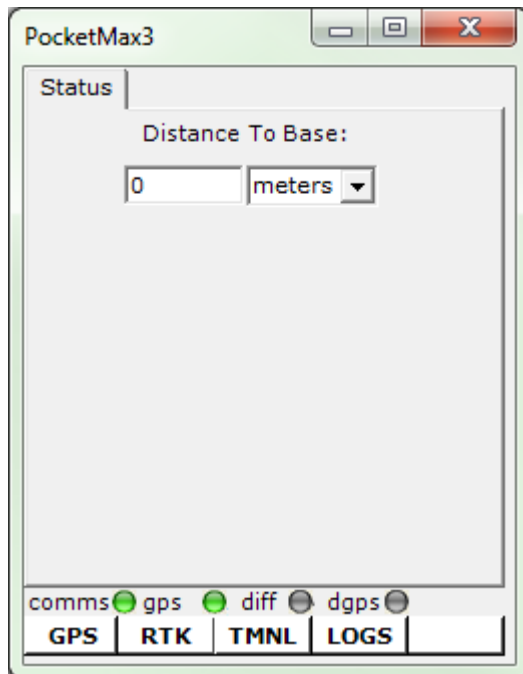 PocketMax3
Status
Distance To Base:
0 meters
comms gps diff dgps
GPS RTK TMNL LOGS